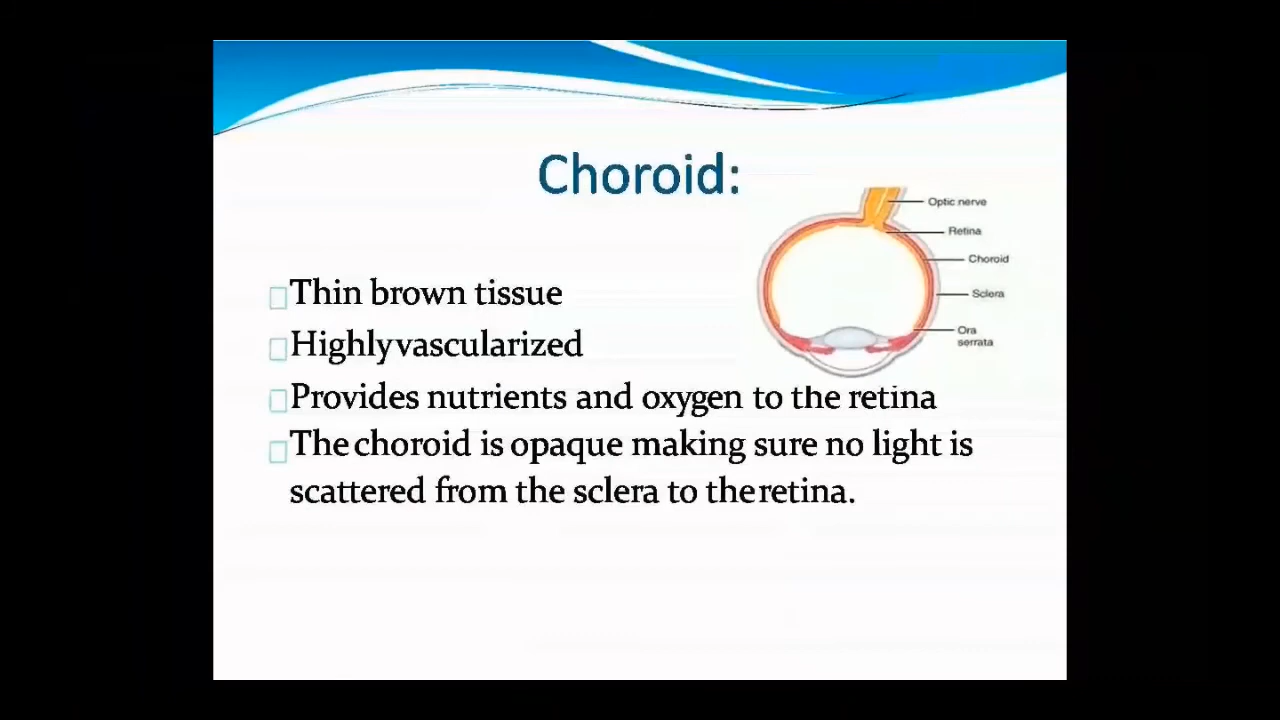 Choroid:
Optic nerve
Retina
Choroid
Sclera
Ora
serrata
Thin brown tissue
Highly vascularized
Provides nutrients and oxygen to the retina
The choroid is opaque making sure no light is
scattered from the sclera to the retina.